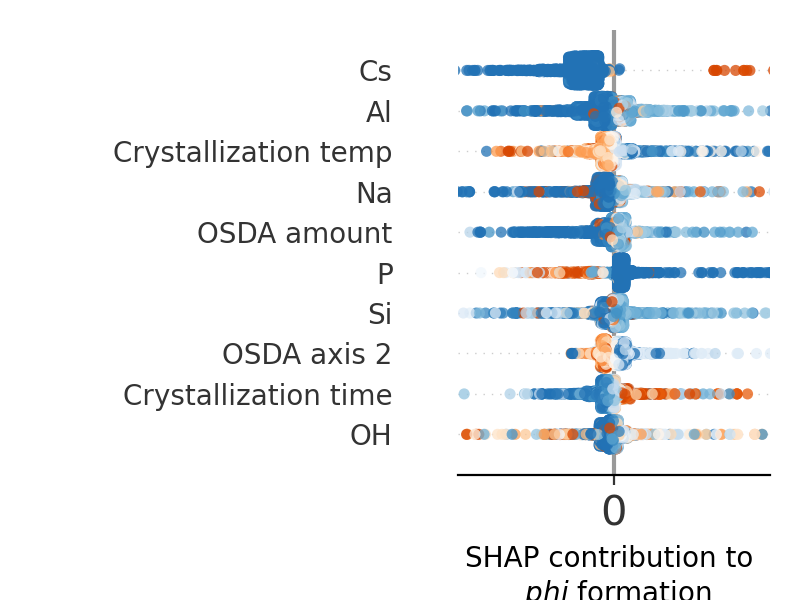 Cs
Al
Crystallization temp
Na
OSDA amount
P
Si
OSDA axis 2
Crystallization time
OH
0
SHAP contribution to
phi formation